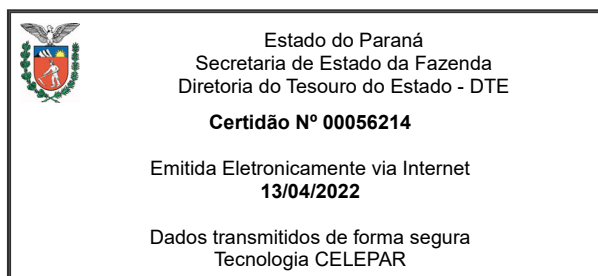 Estado do Paraná
Secretaria de Estado da Fazenda
Diretoria do Tesouro do Estado - DTE
Certidão Nº 00056214
Emitida Eletronicamente via Internet
13/04/2022
Dados transmitidos de forma segura
Tecnologia CELEPAR